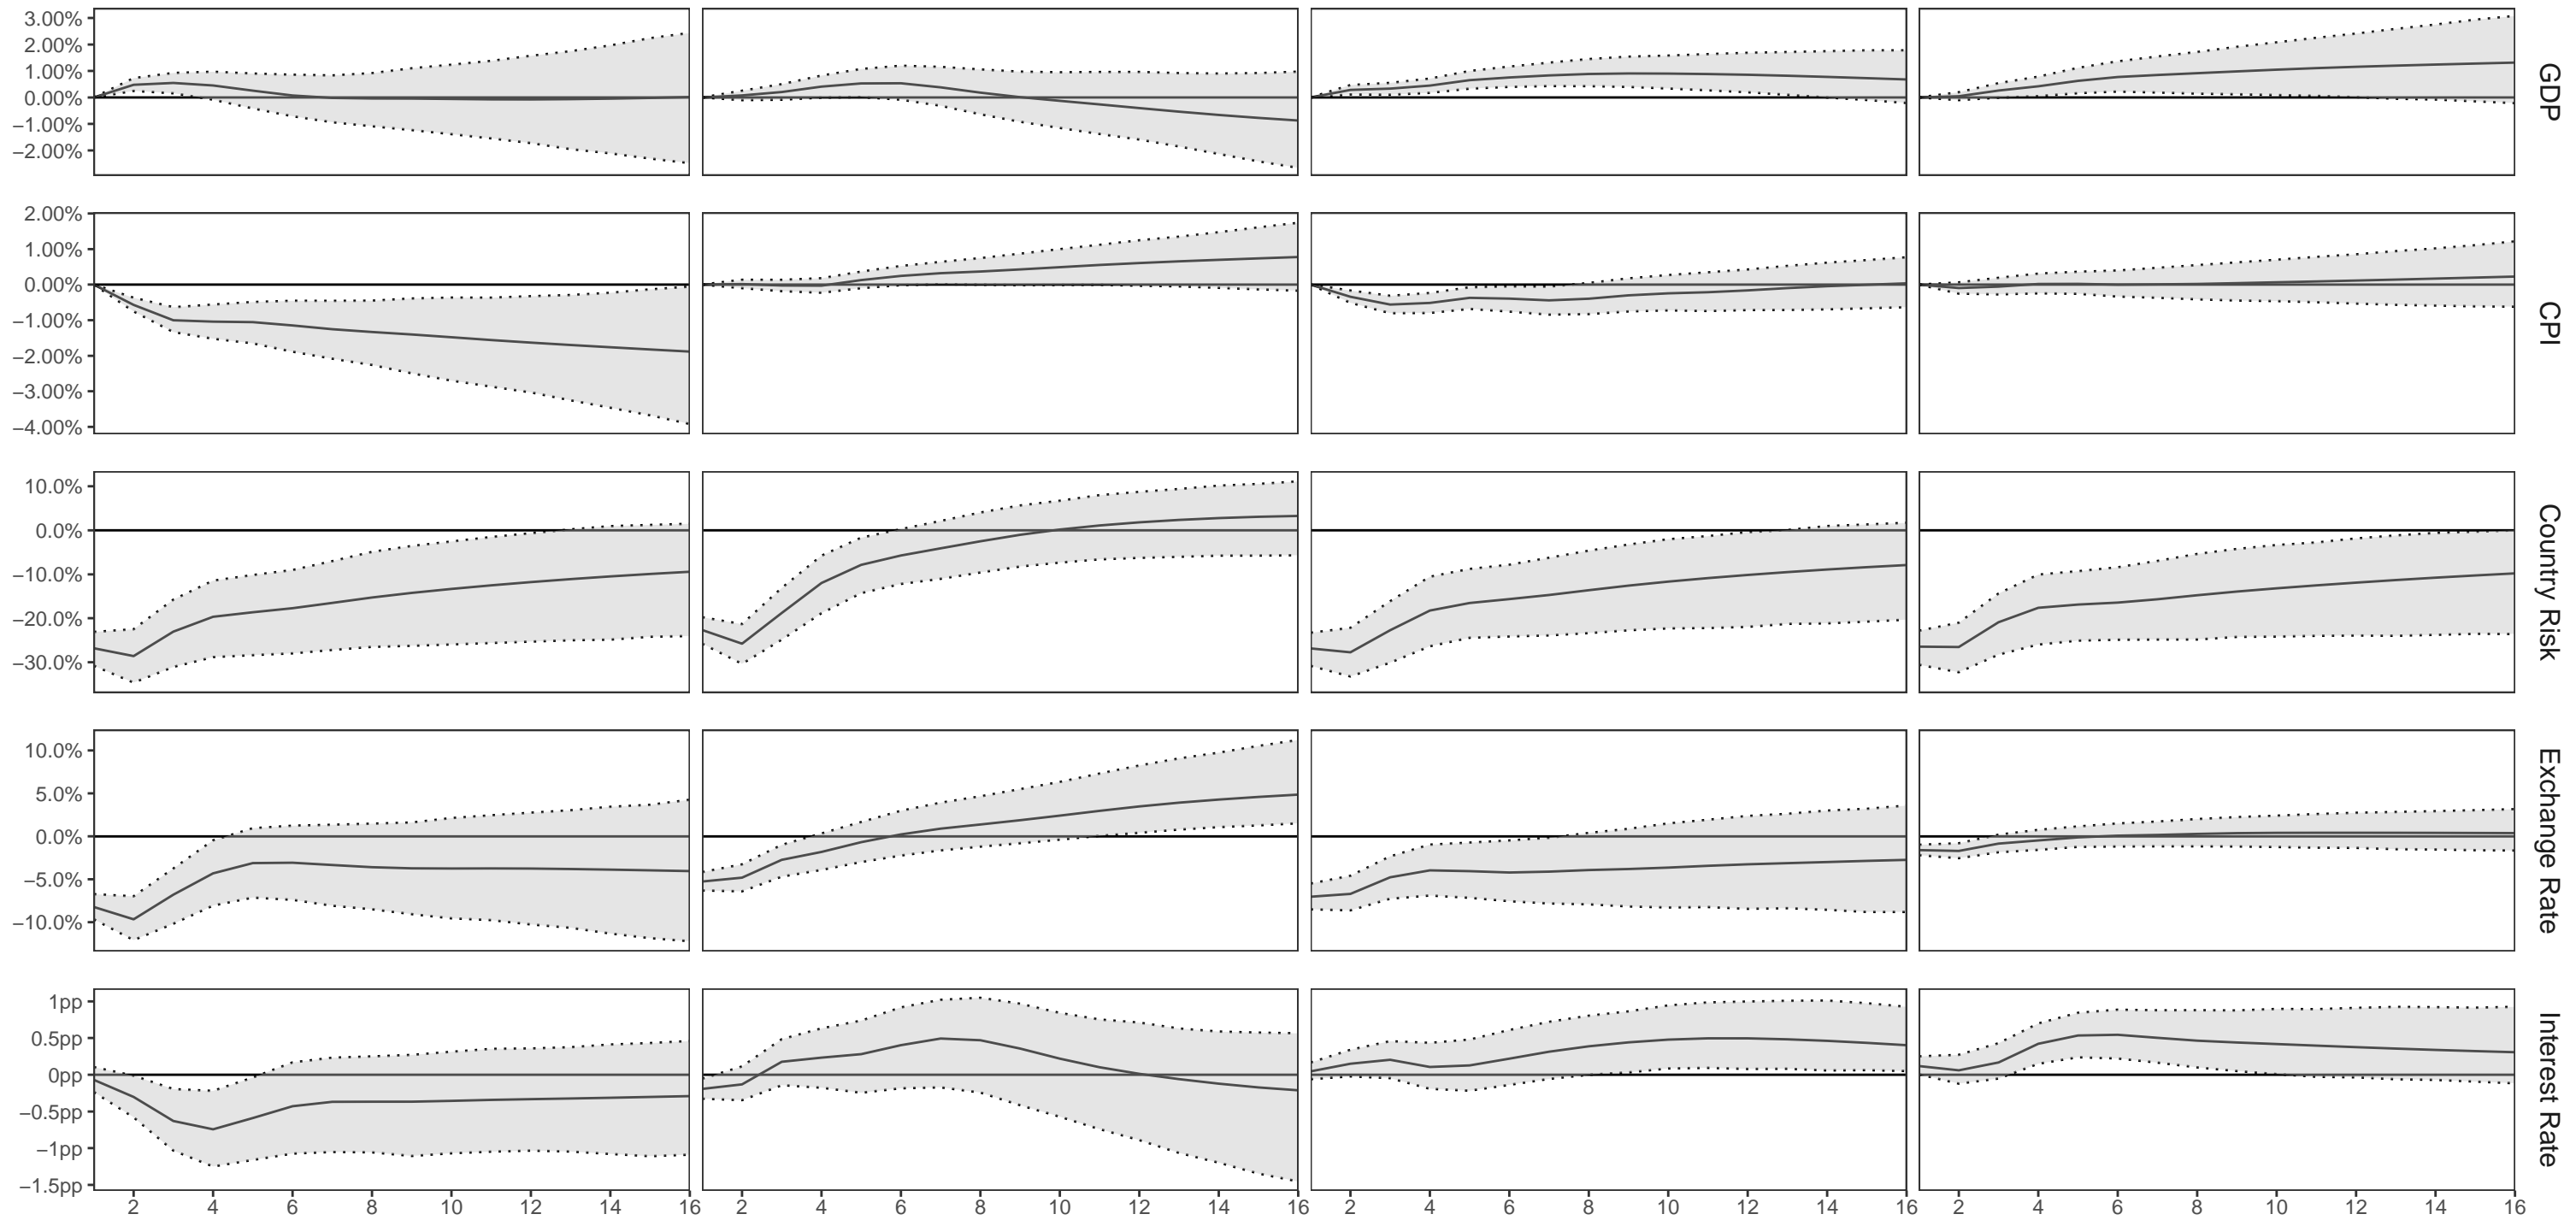 3.00%
2.00%
1.00%
0.00%
−1.00%
−2.00%
GDP
2.00%
1.00%
0.00%
−1.00%
−2.00%
−3.00%
−4.00%
CPI
10.0%
0.0%
−10.0%
−20.0%
−30.0%
Country Risk
10.0%
5.0%
0.0%
−5.0%
−10.0%
Exchange Rate
1pp
0.5pp
0pp
−0.5pp
−1pp
−1.5pp
Interest Rate
2 4 6 8 10 12 14 16 2 4 6 8 10 12 14 16 2 4 6 8 10 12 14 16 2 4 6 8 10 12 14 16